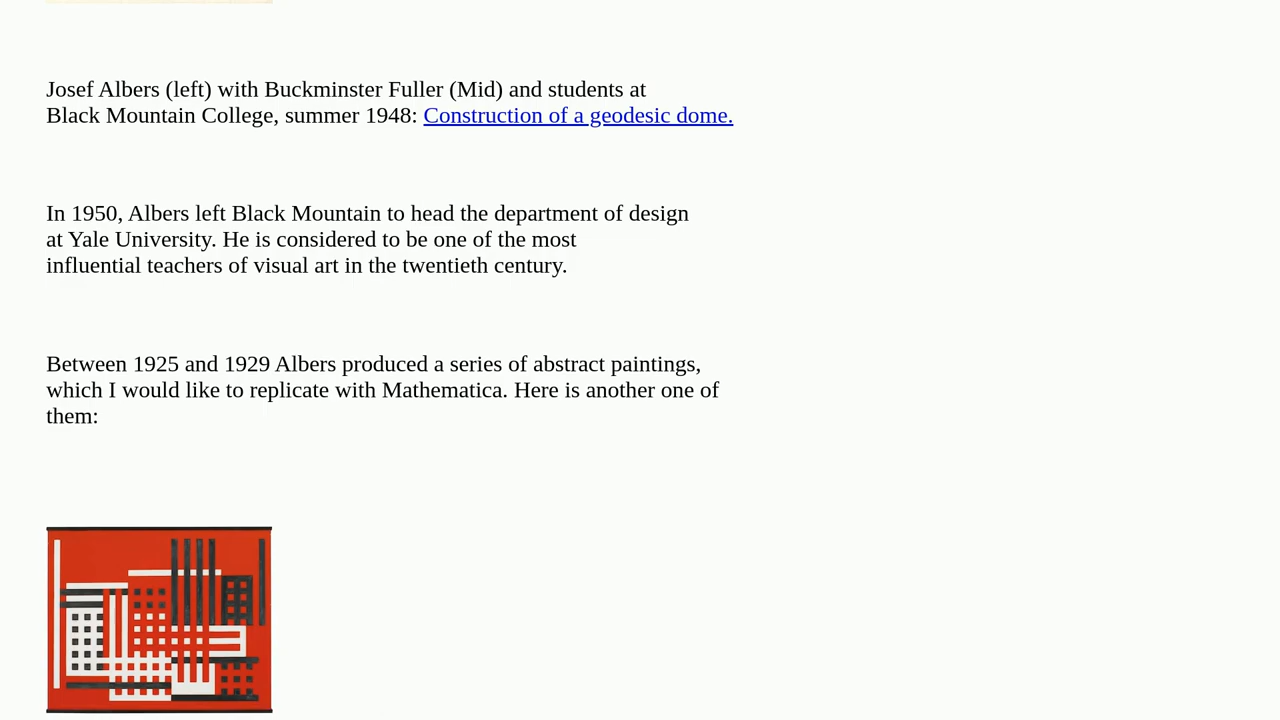 Josef Albers (left) with Buckminster Fuller (Mid) and students at
Black Mountain College, summer 1948: Construction of a geodesic dome.
In 1950, Albers left Black Mountain to head the department of design
at Yale University. He is considered to be one of the most
influential teachers of visual art in the twentieth century.
Between 1925 and 1929 Albers produced a series of abstract paintings,
which I would like to replicate with Mathematica. Here is another one of
them: